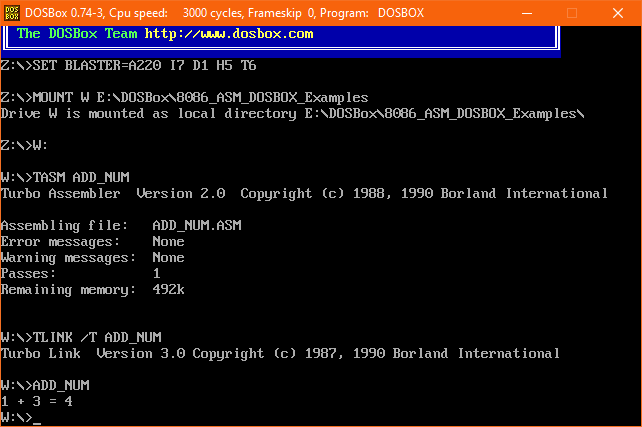 DOSBox 0.74-3, Cpu speed: 3000 cycles, Frameskip 0, Program: DOSBOX
The DOSBox Team http://www.dosbox.com
Z:\>SET BLASTER=A220 I7 D1 H5 T6
Z:\>MOUNT W E:\DOSBox\8086_ASM_DOSBOX_Examples
Drive W is mounted as local directory E:\DOSBox\8086_ASM_DOSBOX_Examples\
Z:\>W:
W:\>TASM ADD_NUM
Turbo Assembler  Version 2.0  Copyright (c) 1988, 1990 Borland International
Assembling file:   ADD_NUM.ASM
Error messages:    None
Warning messages:  None
Passes:            1
Remaining memory:  492k
W:\>TLINK /T ADD_NUM
Turbo Link  Version 3.0 Copyright (c) 1987, 1990 Borland International
W:\>ADD_NUM
1 + 3 = 4
W:\>_